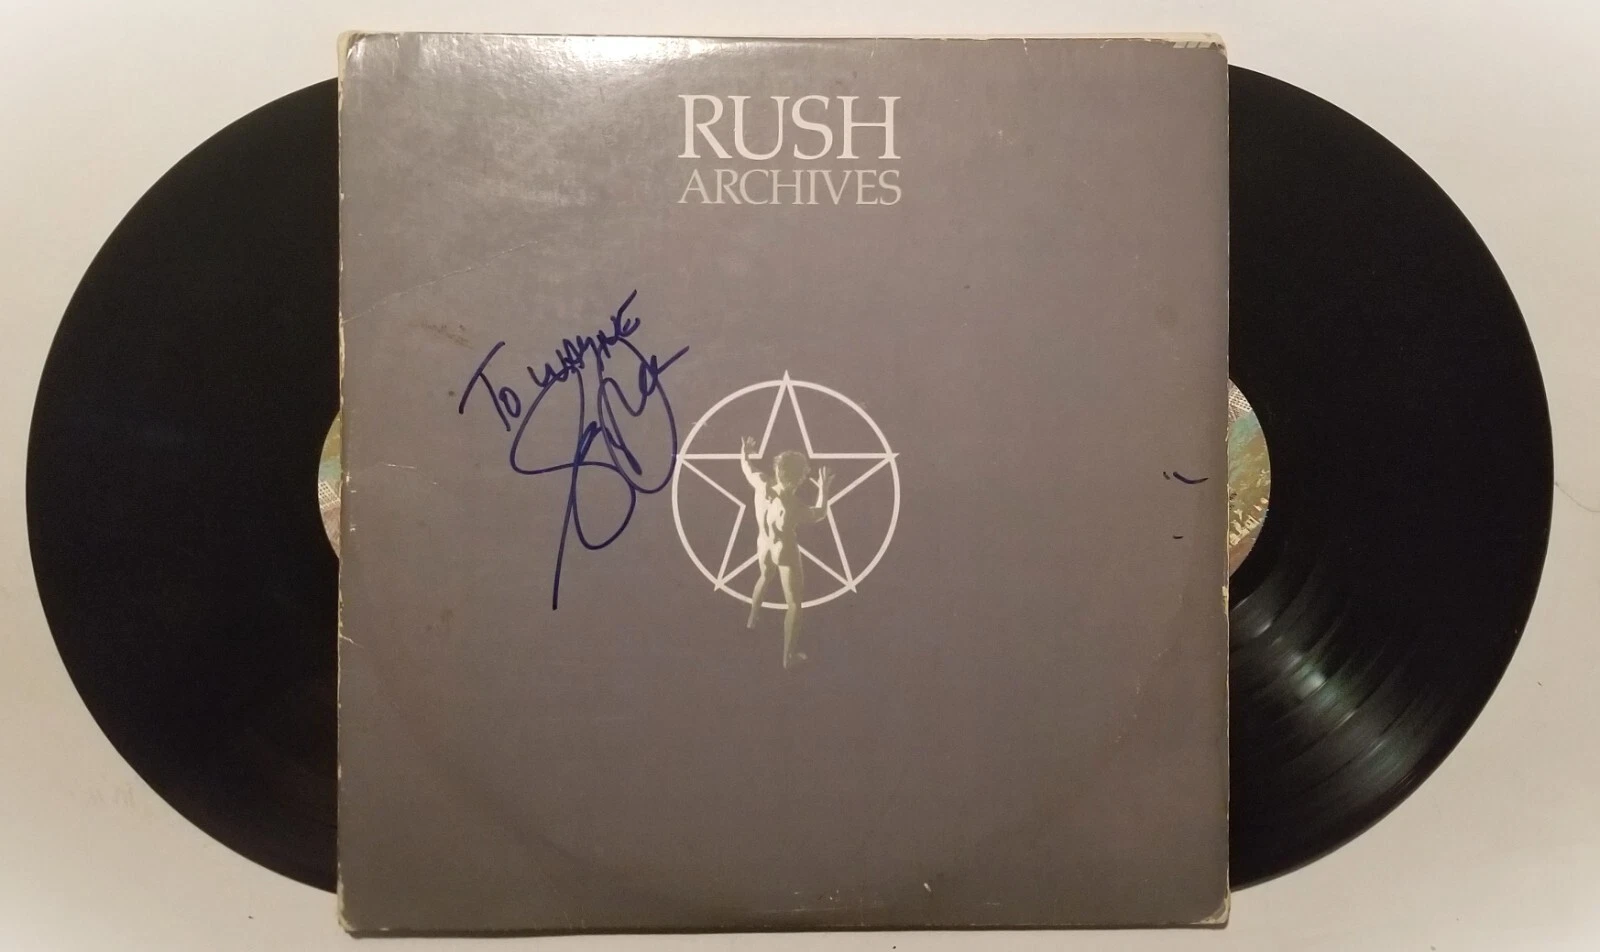 RUSH
ARCHIVES
TO WAYNE